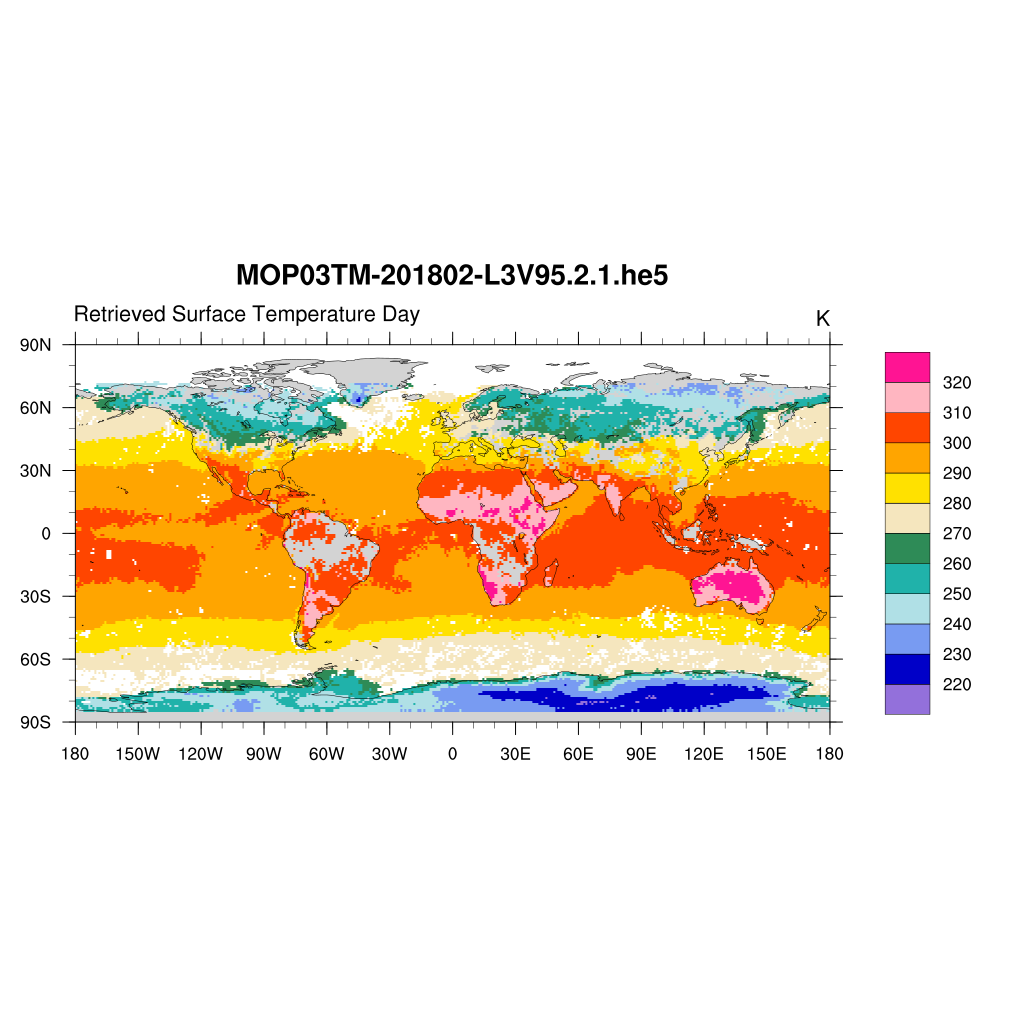 MOP03TM-201802-L3V95.2.1.he5
Retrieved Surface Temperature Day
K
90N
60N
30N
0
30S
60S
90S
180 150W 120W 90W 60W 30W 0 30E 60E 90E 120E 150E 180
320
310
300
290
280
270
260
250
240
230
220